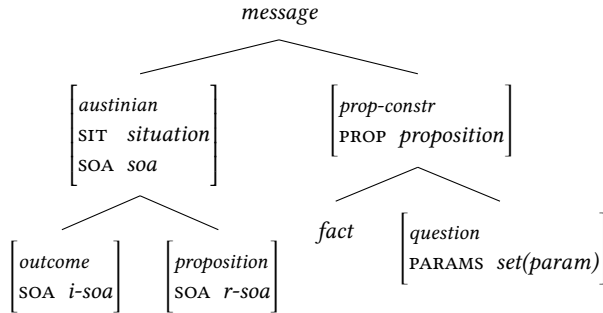 message
austinian
SIT situation
SOA soa
prop-constr
PROP proposition
outcome
SOA i-soa
proposition
SOA r-soa
fact
question
PARAMS set(param)